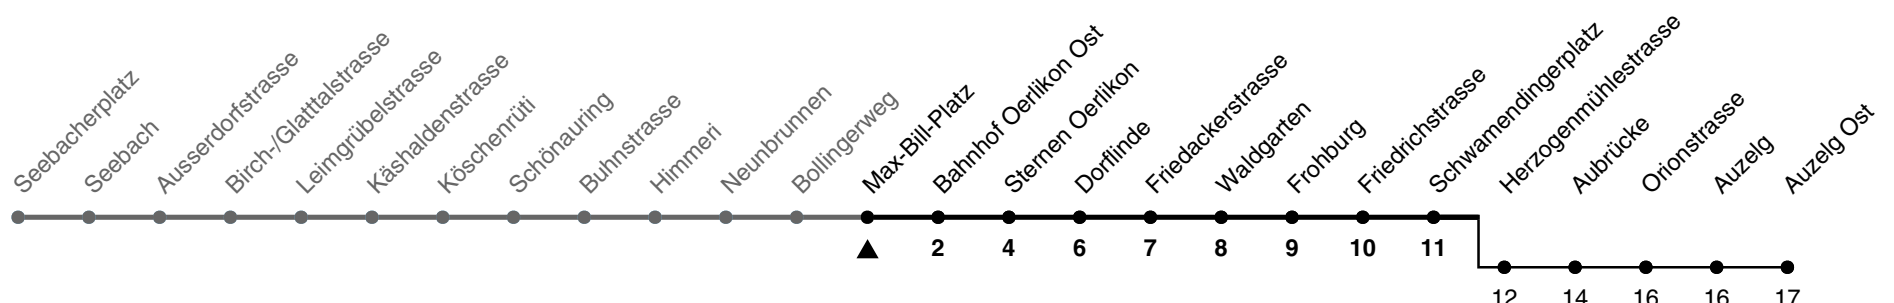 Seebacherplatz
Seebach
Ausserdorfstrasse
Birch-/Glatttalstrasse
Leimgrübelstrasse
Käshaldenstrasse
Köschenrüti
Schönauring
Buhnstrasse
Himmeri
Neunbrunnen
Bollingerweg
Max-Bill-Platz
Bahnhof Oerlikon Ost
Sternen Oerlikon
Dorflinde
Friedackerstrasse
Waldgarten
Frohburg
Friedrichstrasse
Schwamendingerplatz
Herzogenmühlestrasse
Aubrücke
Orionstrasse
Auzelg
Auzelg Ost
2 4 6 7 8 9 10 11
12 14 16 16 17